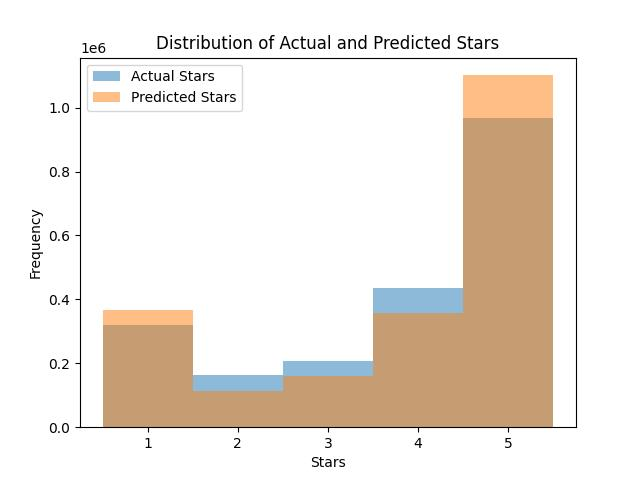 Distribution of Actual and Predicted Stars
1e6
Actual Stars
Predicted Stars
1.0
0.8
0.6
0.4
0.2
0.0
Frequency
1 2 3 4 5
Stars